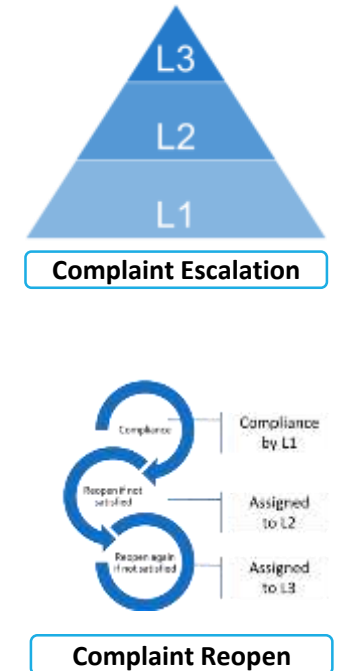 L3
L2
L1
Complaint Escalation
Compliance
Compliance
by L1
Reopen if not
satisfied
Assigned
to L2
Reopen again
if not satisfied
Assigned
to L3
Complaint Reopen